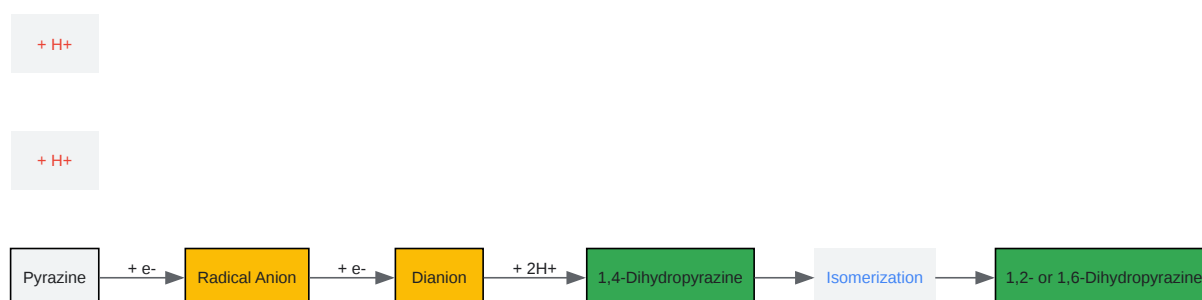 + H+
+ H+
Pyrazine
+ e-
Radical Anion
+ e-
Dianion
+ 2H+
1,4-Dihydropyrazine
Isomerization
1,2- or 1,6-Dihydropyrazine